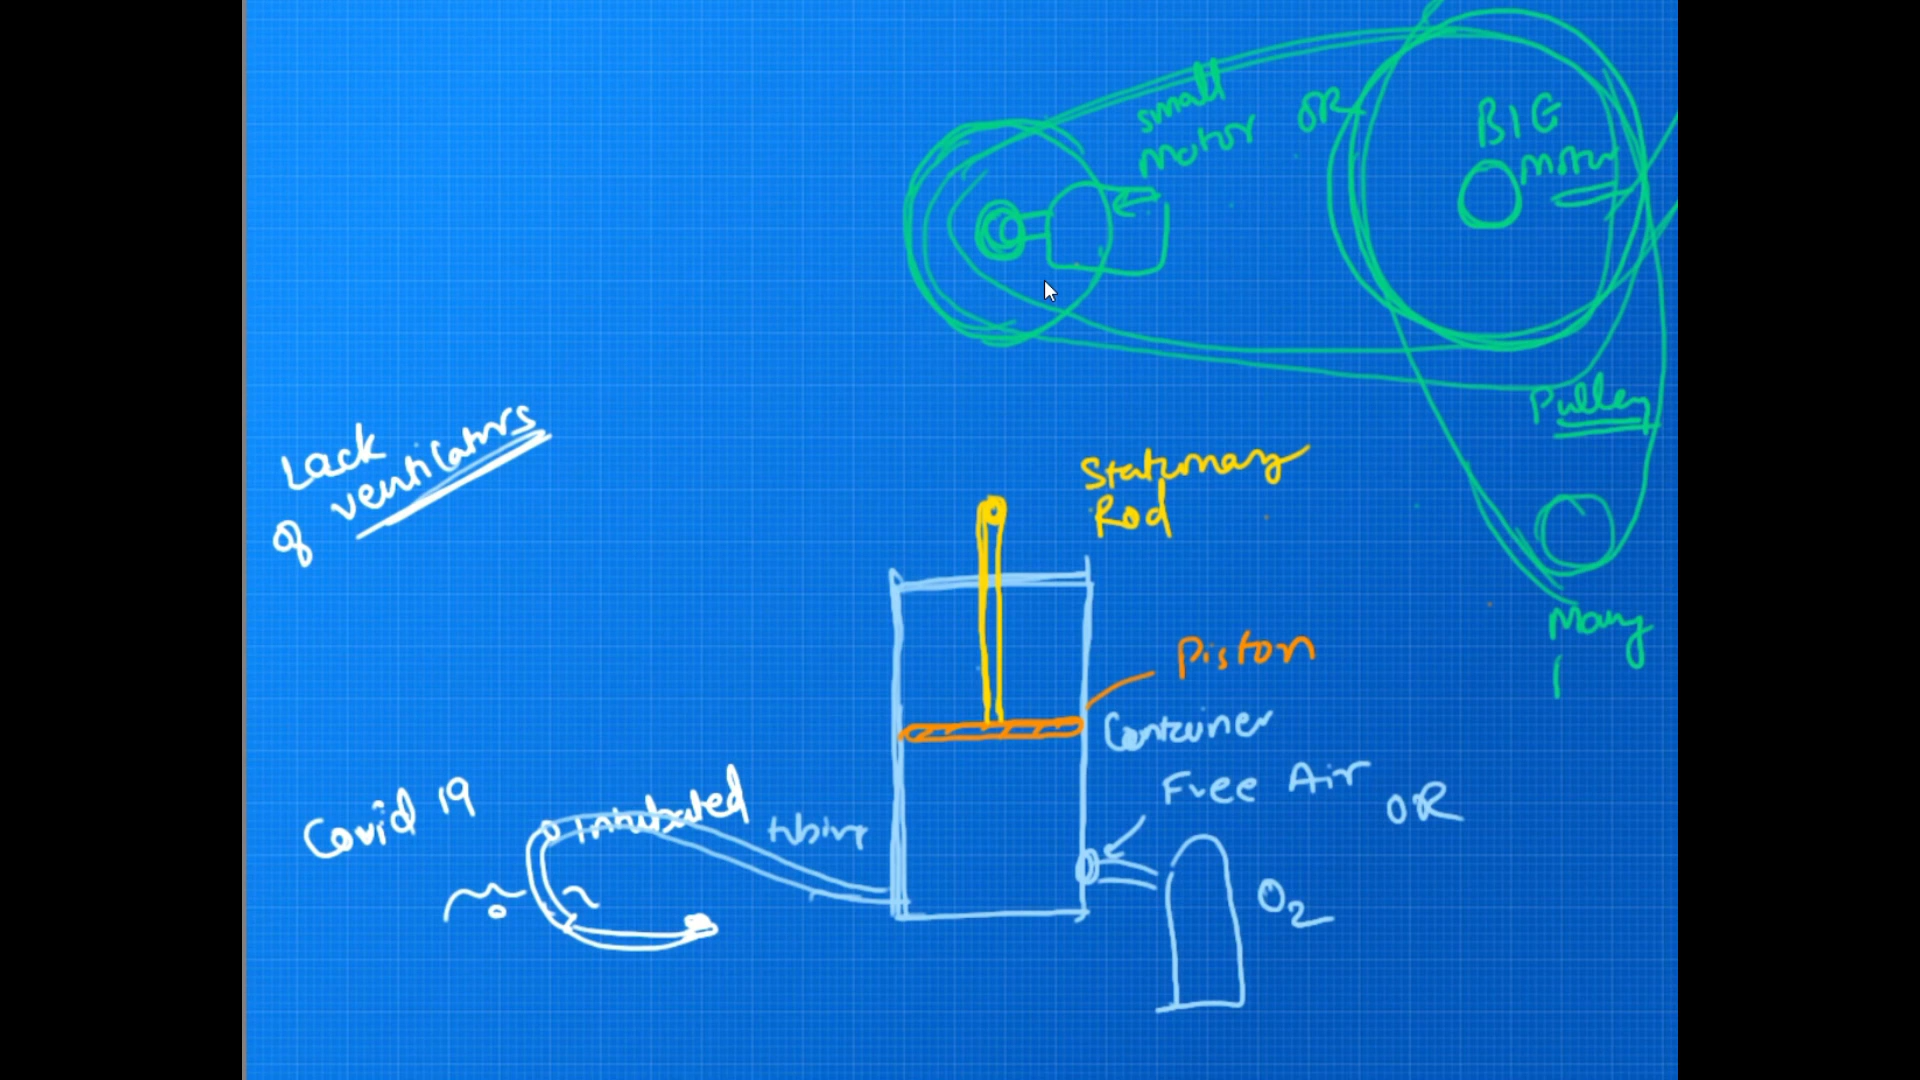 small
motor
OR
BIG
motor
Pulley
Many
Lack
of
ventilators
Stationary
Rod
Piston
Container
Free Air
OR
Covid 19
Intubated
tubing
O2